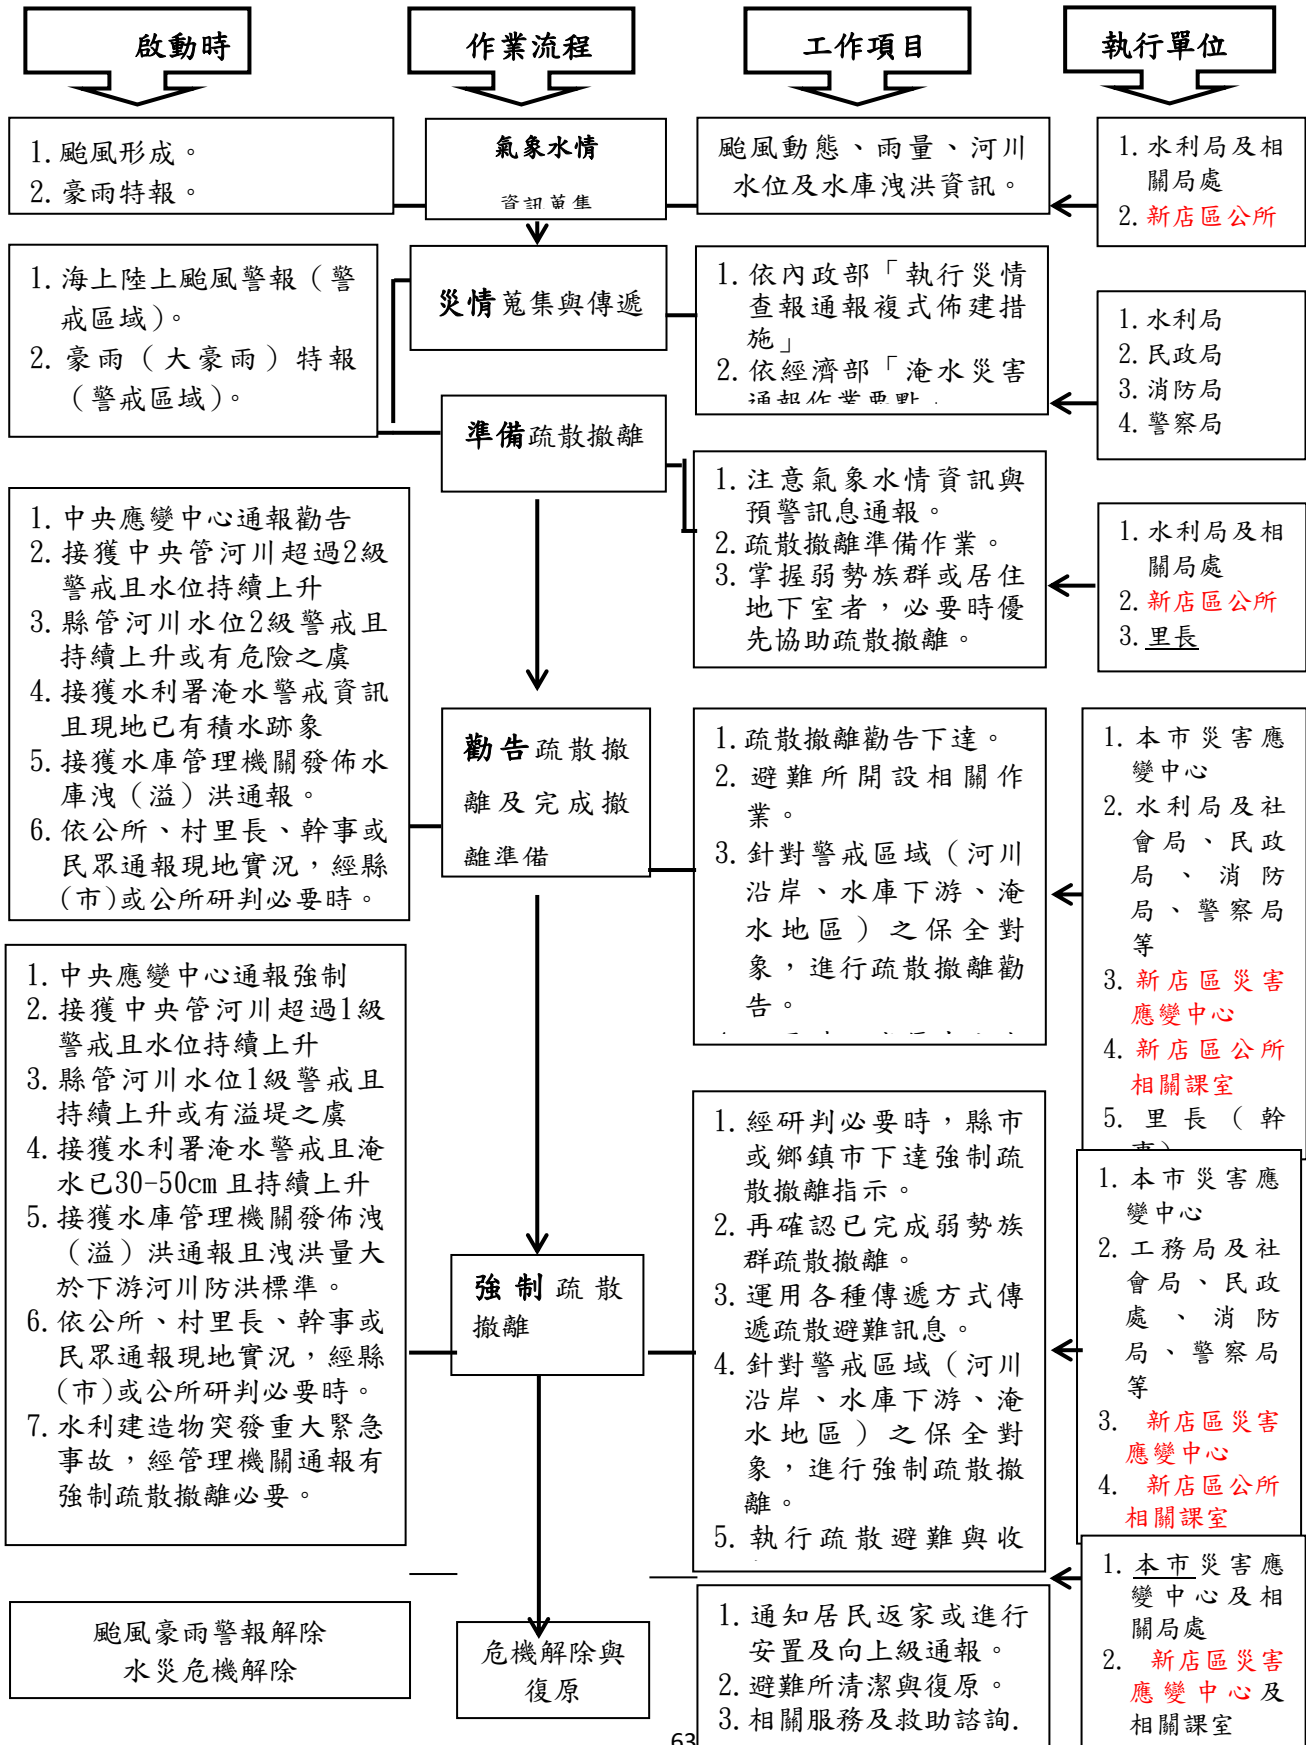 啟動時
作業流程
工作項目
執行單位
1. 颱風形成。
2. 豪雨特報。
氣象水情
資訊蒐集
颱風動態、雨量、河川
水位及水庫洩洪資訊。
1. 水利局及相
關局處
2. 新店區公所
1. 海上陸上颱風警報（警
戒區域）。
2. 豪雨（大豪雨）特報
（警戒區域）。
災情蒐集與傳遞
1. 依內政部「執行災情
查報通報複式佈建措
施」
2. 依經濟部「淹水災害
通報作業要點」
1. 水利局
2. 民政局
3. 消防局
4. 警察局
準備疏散撤離
1. 注意氣象水情資訊與
預警訊息通報。
2. 疏散撤離準備作業。
3. 掌握弱勢族群或居住
地下室者，必要時優
先協助疏散撤離。
1. 水利局及相
關局處
2. 新店區公所
3. 里長
1. 中央應變中心通報勸告
2. 接獲中央管河川超過2級
警戒且水位持續上升
3. 縣管河川水位2級警戒且
持續上升或有危險之虞
4. 接獲水利署淹水警戒資訊
且現地已有積水跡象
5. 接獲水庫管理機關發佈水
庫洩（溢）洪通報。
6. 依公所、村里長、幹事或
民眾通報現地實況，經縣
(市)或公所研判必要時。
勸告疏散撤
離及完成撤
離準備
1. 疏散撤離勸告下達。
2. 避難所開設相關作
業。
3. 針對警戒區域（河川
沿岸、水庫下游、淹
水地區）之保全對
象，進行疏散撤離勸
告。
1. 本市災害應
變中心
2. 水利局及社
會局、民政
局、消防
局、警察局
等
3. 新店區災害
應變中心
4. 新店區公所
相關課室
5. 里長（幹
1. 中央應變中心通報強制
2. 接獲中央管河川超過1級
警戒且水位持續上升
3. 縣管河川水位1級警戒且
持續上升或有溢堤之虞
4. 接獲水利署淹水警戒且淹
水已30-50cm 且持續上升
5. 接獲水庫管理機關發佈洩
（溢）洪通報且洩洪量大
於下游河川防洪標準。
6. 依公所、村里長、幹事或
民眾通報現地實況，經縣
(市)或公所研判必要時。
7. 水利建造物突發重大緊急
事故，經管理機關通報有
強制疏散撤離必要。
強制疏散
撤離
1. 經研判必要時，縣市
或鄉鎮市下達強制疏
散撤離指示。
2. 再確認已完成弱勢族
群疏散撤離。
3. 運用各種傳遞方式傳
遞疏散避難訊息。
4. 針對警戒區域（河川
沿岸、水庫下游、淹
水地區）之保全對
象，進行強制疏散撤
離。
5. 執行疏散避難與收
1. 本市災害應
變中心
2. 工務局及社
會局、民政
處、消防
局、警察局
等
3. 新店區災害
應變中心
4. 新店區公所
相關課室
颱風豪雨警報解除
水災危機解除
危機解除與
復原
1. 通知居民返家或進行
安置及向上級通報。
2. 避難所清潔與復原。
3. 相關服務及救助諮詢.
1. 本市災害應
變中心及相
關局處
2. 新店區災害
應變中心及
相關課室
63